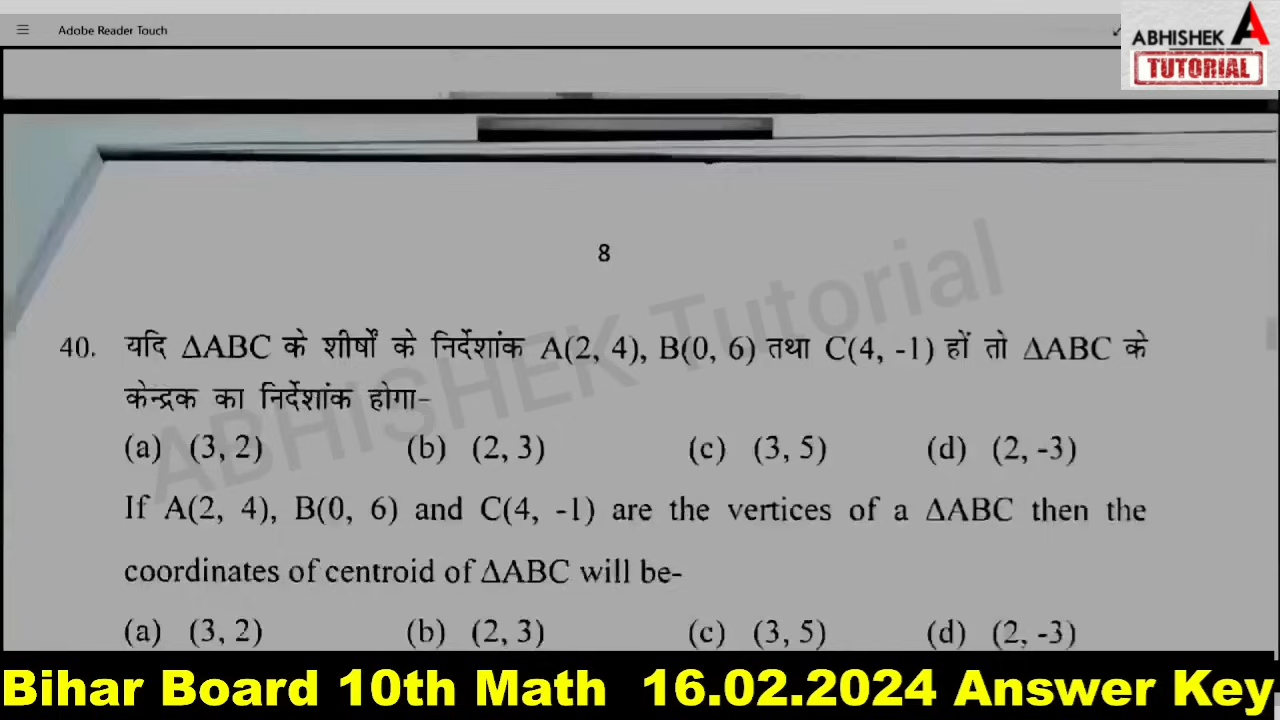 Adobe Reader Touch
ABHISHEK A
TUTORIAL
8
40. यदि ΔABC के शीर्षों के निर्देशांक A(2, 4), B(0, 6) तथा C(4, -1) हों तो ΔABC के
केन्द्रक का निर्देशांक होगा-
(a) (3, 2) (b) (2, 3) (c) (3, 5) (d) (2, -3)
If A(2, 4), B(0, 6) and C(4, -1) are the vertices of a ΔABC then the
coordinates of centroid of ΔABC will be-
(a) (3, 2) (b) (2, 3) (c) (3, 5) (d) (2, -3)
ABHISHEK Tutorial
Bihar Board 10th Math 16.02.2024 Answer Key